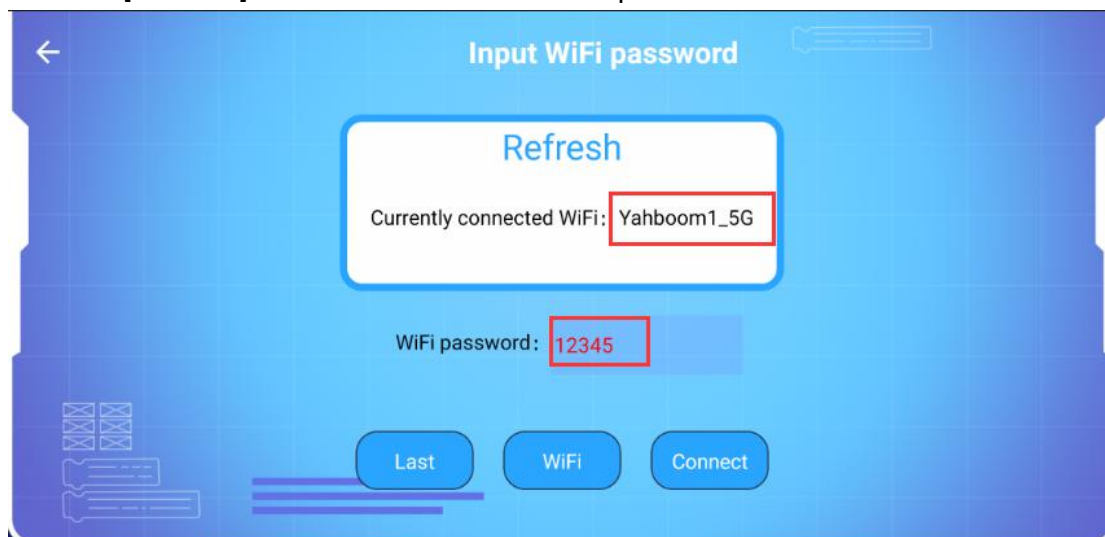 Input WiFi password
Refresh
Currently connected WiFi: Yahboom1_5G
WiFi password: 12345
Last WiFi Connect